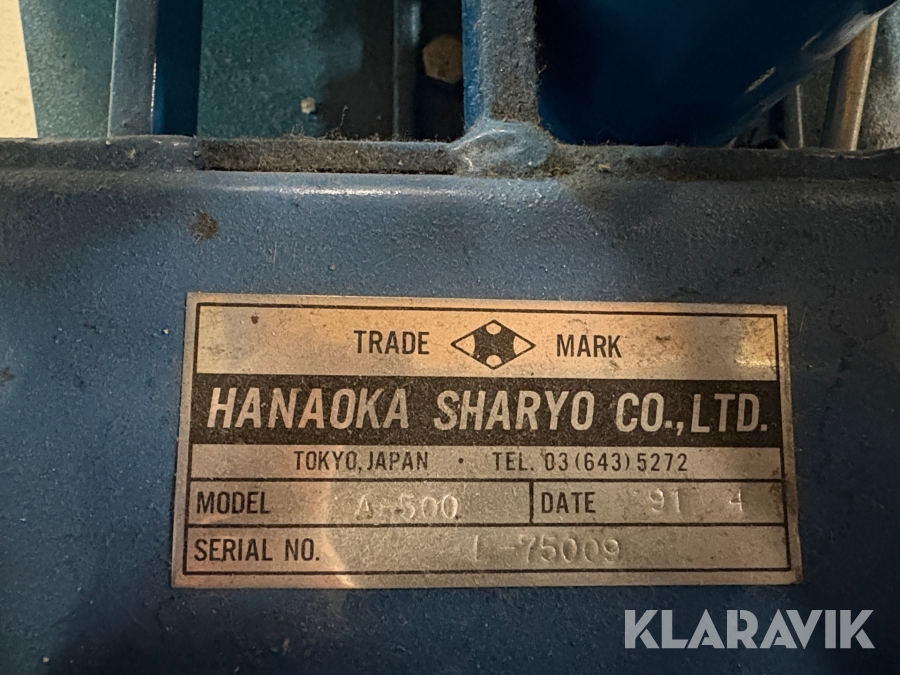 TRADE MARK
HANAOKA SHARYO CO.,LTD.
TOKYO,JAPAN · TEL. 03(643)5272
MODEL A-500 DATE 91 4
SERIAL NO. L-75009
KLARAVIK